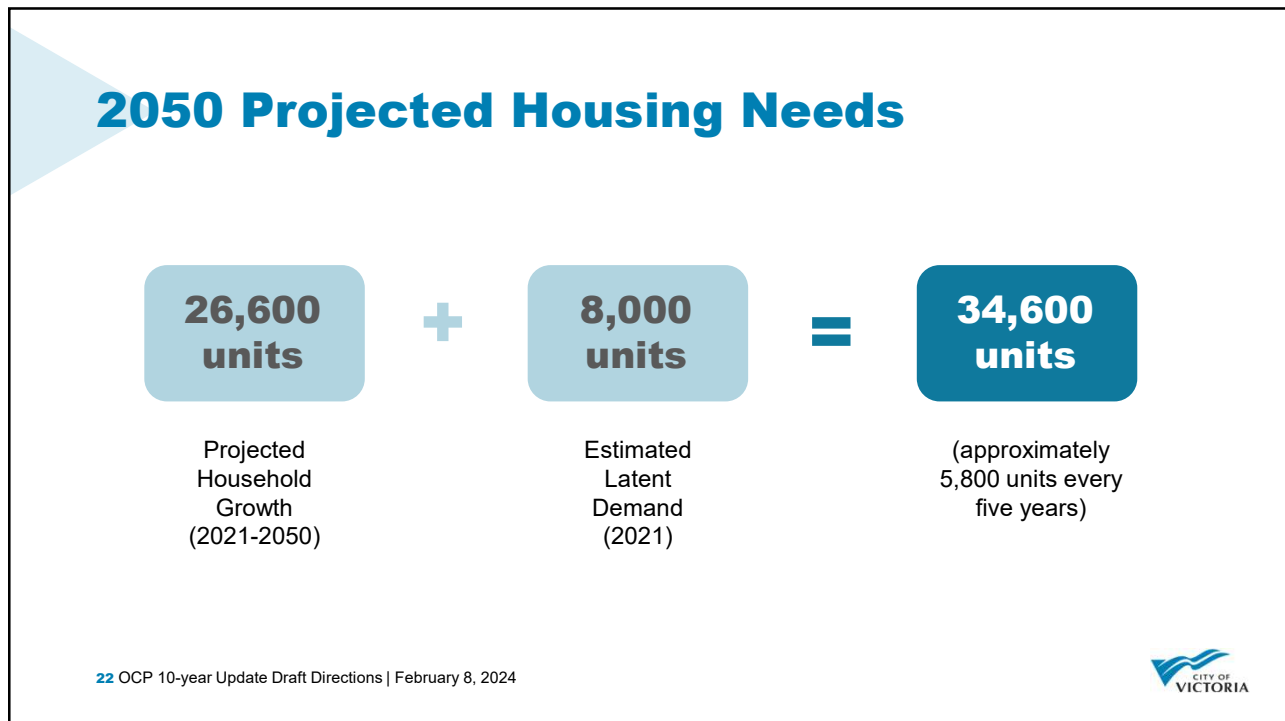 2050 Projected Housing Needs
26,600
units
+
8,000
units
=
34,600
units
Projected
Household
Growth
(2021-2050)
Estimated
Latent
Demand
(2021)
(approximately
5,800 units every
five years)
22 OCP 10-year Update Draft Directions | February 8, 2024
CITY OF
VICTORIA